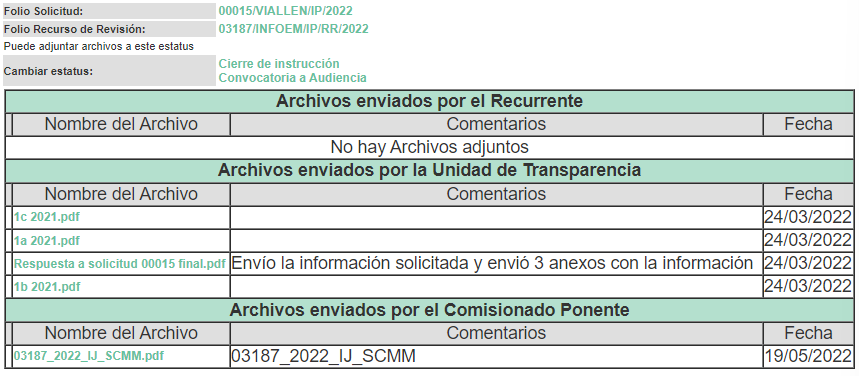 Folio Solicitud: 00015/VIALLEN/IP/2022
Folio Recurso de Revisión: 03187/INFOEM/IP/RR/2022
Puede adjuntar archivos a este estatus
Cambiar estatus: Cierre de instrucción
Convocatoria a Audiencia
Archivos enviados por el Recurrente
Nombre del Archivo Comentarios Fecha
No hay Archivos adjuntos
Archivos enviados por la Unidad de Transparencia
Nombre del Archivo Comentarios Fecha
1c 2021.pdf 24/03/2022
1a 2021.pdf 24/03/2022
Respuesta a solicitud 00015 final.pdf Envío la información solicitada y envió 3 anexos con la información 24/03/2022
1b 2021.pdf 24/03/2022
Archivos enviados por el Comisionado Ponente
Nombre del Archivo Comentarios Fecha
03187_2022_IJ_SCMM.pdf 03187_2022_IJ_SCMM 19/05/2022